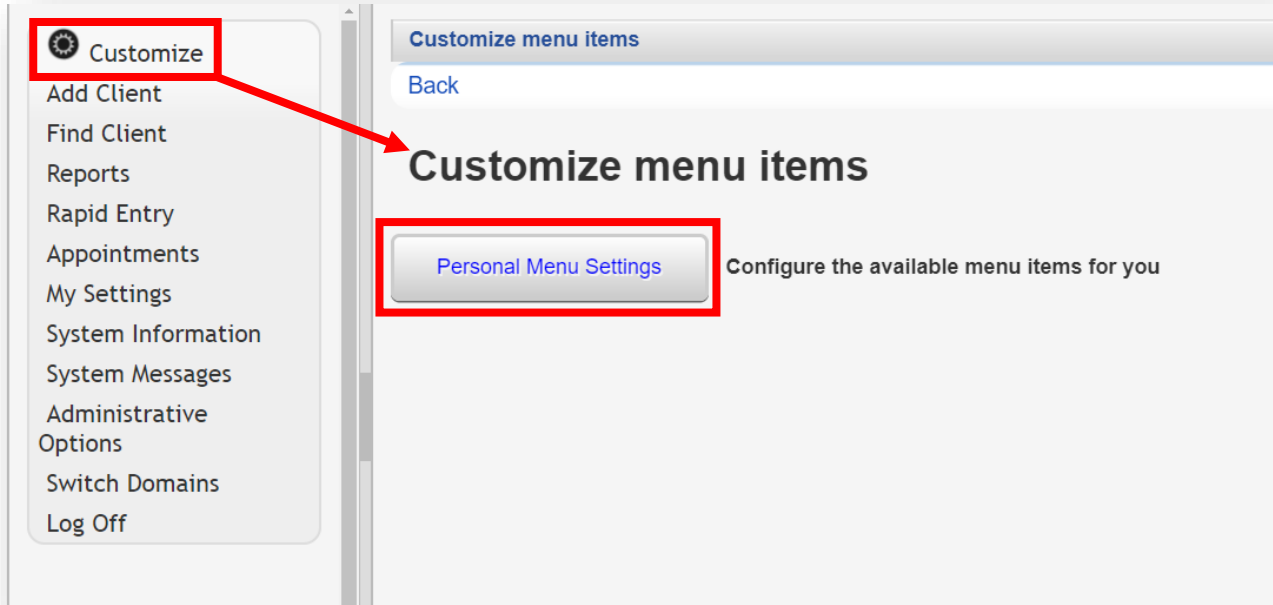 Customize
Add Client
Find Client
Reports
Rapid Entry
Appointments
My Settings
System Information
System Messages
Administrative
Options
Switch Domains
Log Off
Customize menu items
Back
Customize menu items
Personal Menu Settings
Configure the available menu items for you